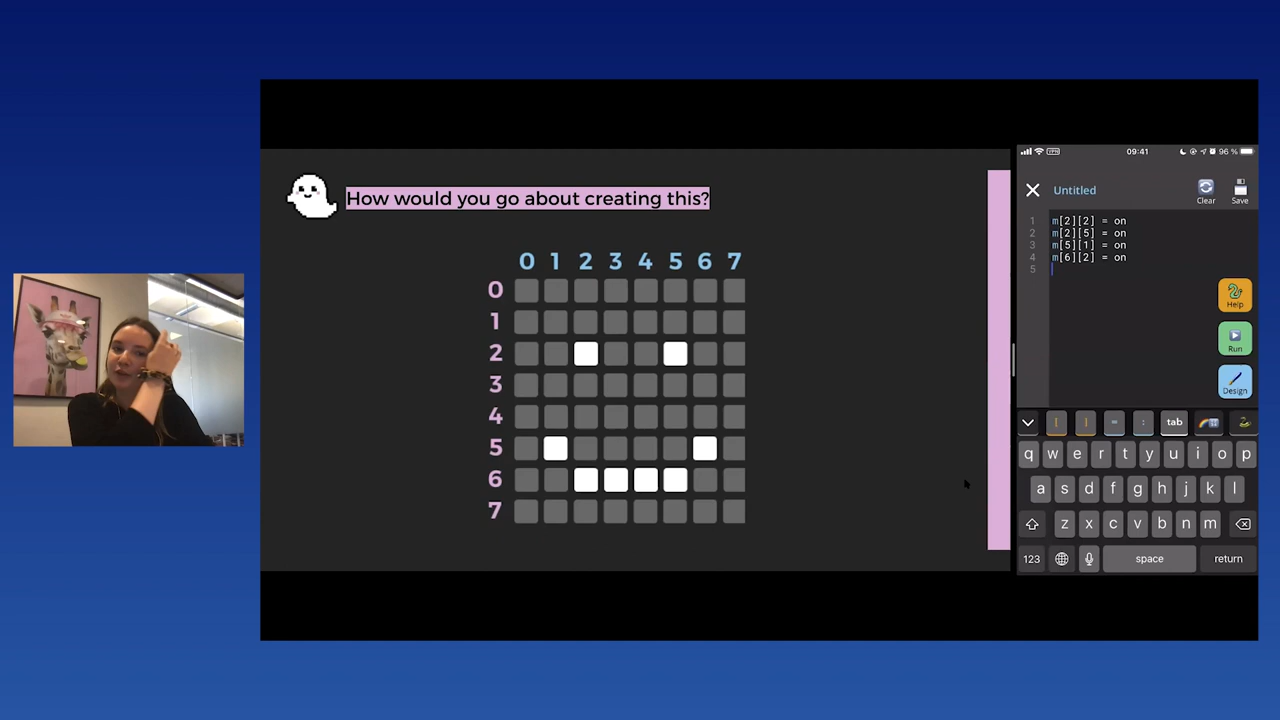 How would you go about creating this?
0 1 2 3 4 5 6 7
0
1
2
3
4
5
6
7
VPN 09:41 96 %
Untitled
Clear
Save
1 m[2][2] = on
2 m[2][5] = on
3 m[5][1] = on
4 m[6][2] = on
5
Help
Run
Design
[ ] = : tab
q w e r t y u i o p
a s d f g h j k l
z x c v b n m
123 space return